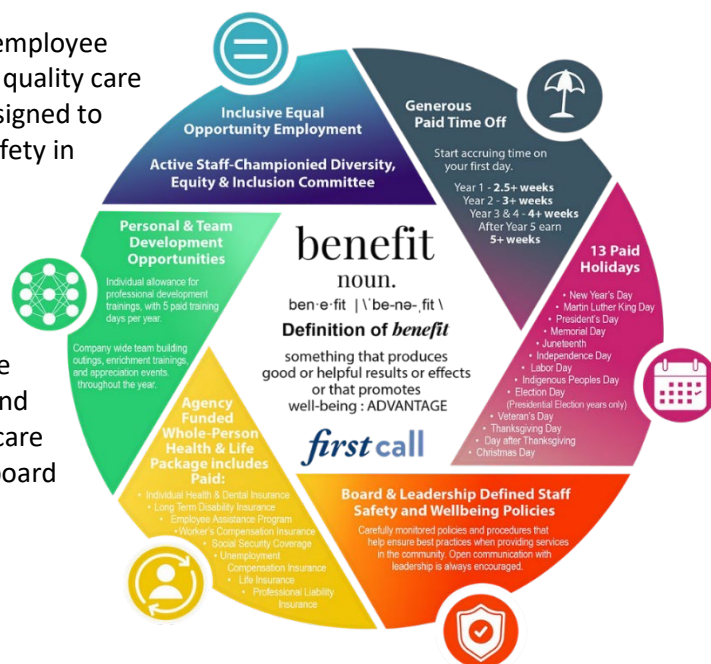 employee
quality care
signed to
fety in
e
nd
care
board
Inclusive Equal
Opportunity Employment
Active Staff-Championied Diversity,
Equity & Inclusion Committee
Generous
Paid Time Off
Start accruing time on
your first day.
Year 1 - 2.5+ weeks
Year 2 - 3+ weeks
Year 3 & 4 - 4+ weeks
After Year 5 earn
5+ weeks
13 Paid
Holidays
• New Year's Day
• Martin Luther King Day
• President's Day
• Memorial Day
• Juneteenth
• Independence Day
• Labor Day
• Indigenous Peoples Day
• Election Day
(Presidential Election years only)
• Veteran's Day
• Thanksgiving Day
• Day after Thanksgiving
• Christmas Day
Board & Leadership Defined Staff
Safety and Wellbeing Policies
Carefully monitored policies and procedures that
help ensure best practices when providing services
in the community. Open communication with
leadership is always encouraged.
Agency
Funded
Whole-Person
Health & Life
Package includes
Paid:
• Individual Health & Dental Insurance
• Long Term Disability Insurance
• Employee Assistance Program
• Worker's Compensation Insurance
• Social Security Coverage
• Unemployment
Compensation Insurance
• Life Insurance
• Professional Liability
Insurance
Personal & Team
Development
Opportunities
Individual allowance for
professional development
trainings, with 5 paid training
days per year.
Company wide team building
outings, enrichment trainings,
and appreciation events.
throughout the year.
benefit
noun.
ben·e·fit | \ˈbe-nə-ˌfit \
Definition of benefit
something that produces
good or helpful results or effects
or that promotes
well-being : ADVANTAGE
first call